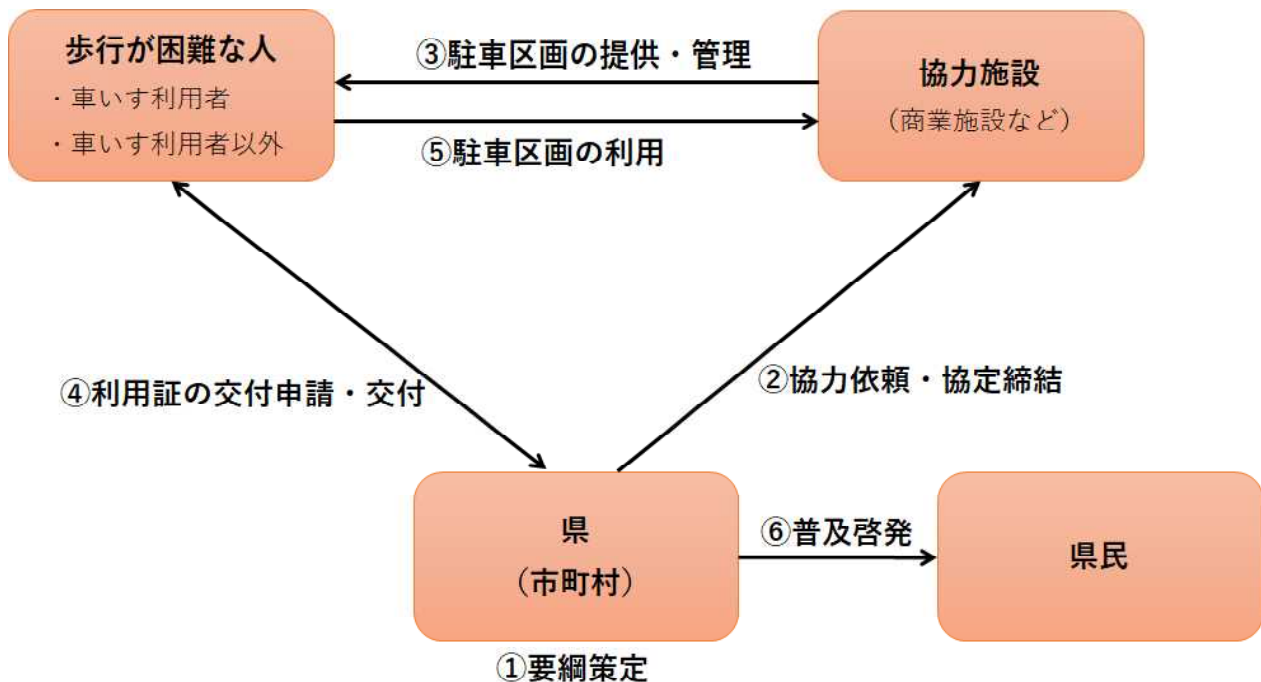 歩行が困難な人
・車いす利用者
・車いす利用者以外
③駐車区画の提供・管理
⑤駐車区画の利用
協力施設
（商業施設など）
④利用証の交付申請・交付
②協力依頼・協定締結
県
（市町村）
①要綱策定
⑥普及啓発
県民